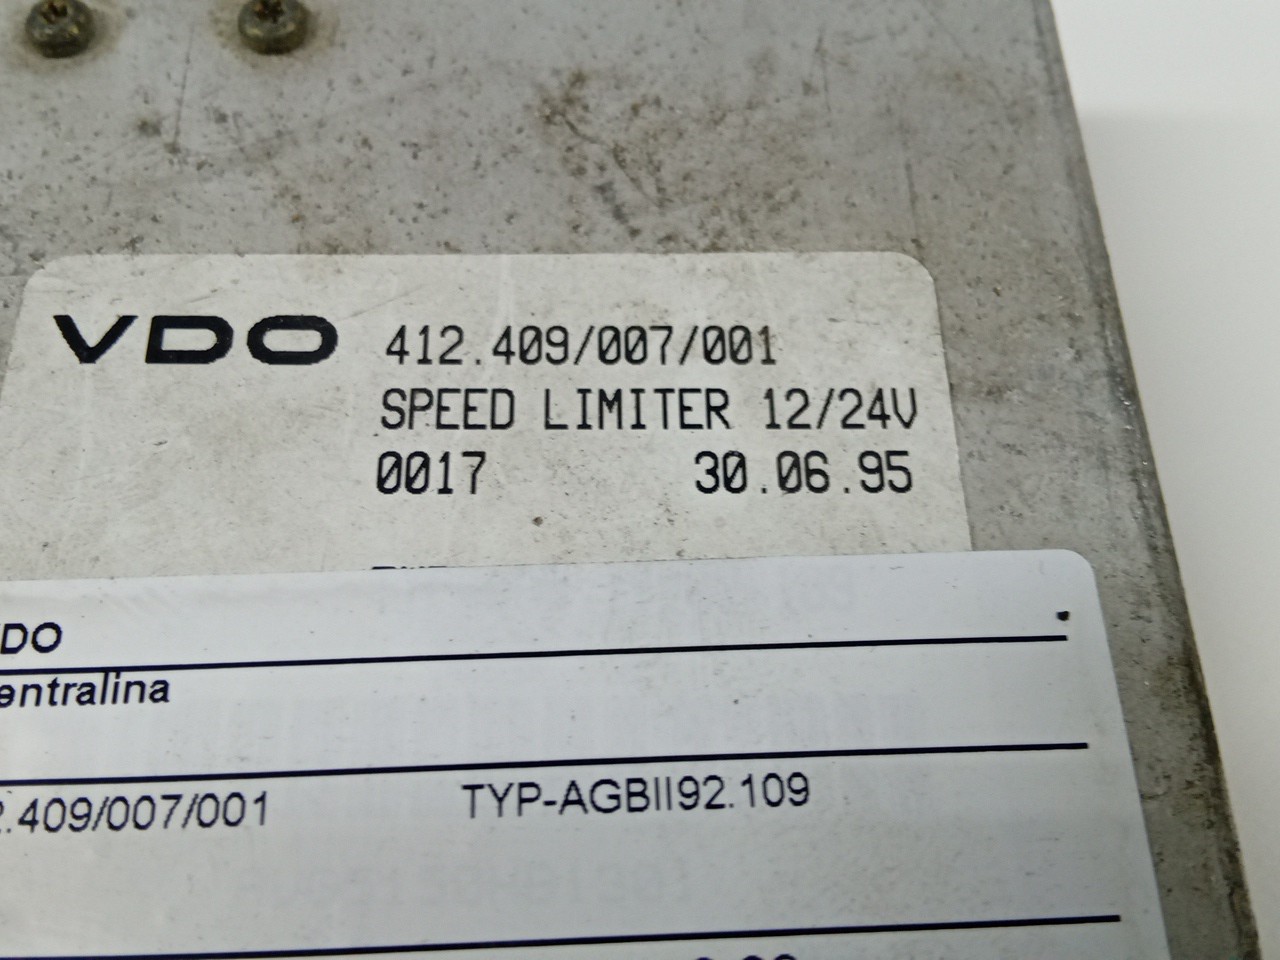 VDO 412.409/007/001
SPEED LIMITER 12/24V
0017 30.06.95
DO
entralina
.409/007/001 TYP-AGBII92.109